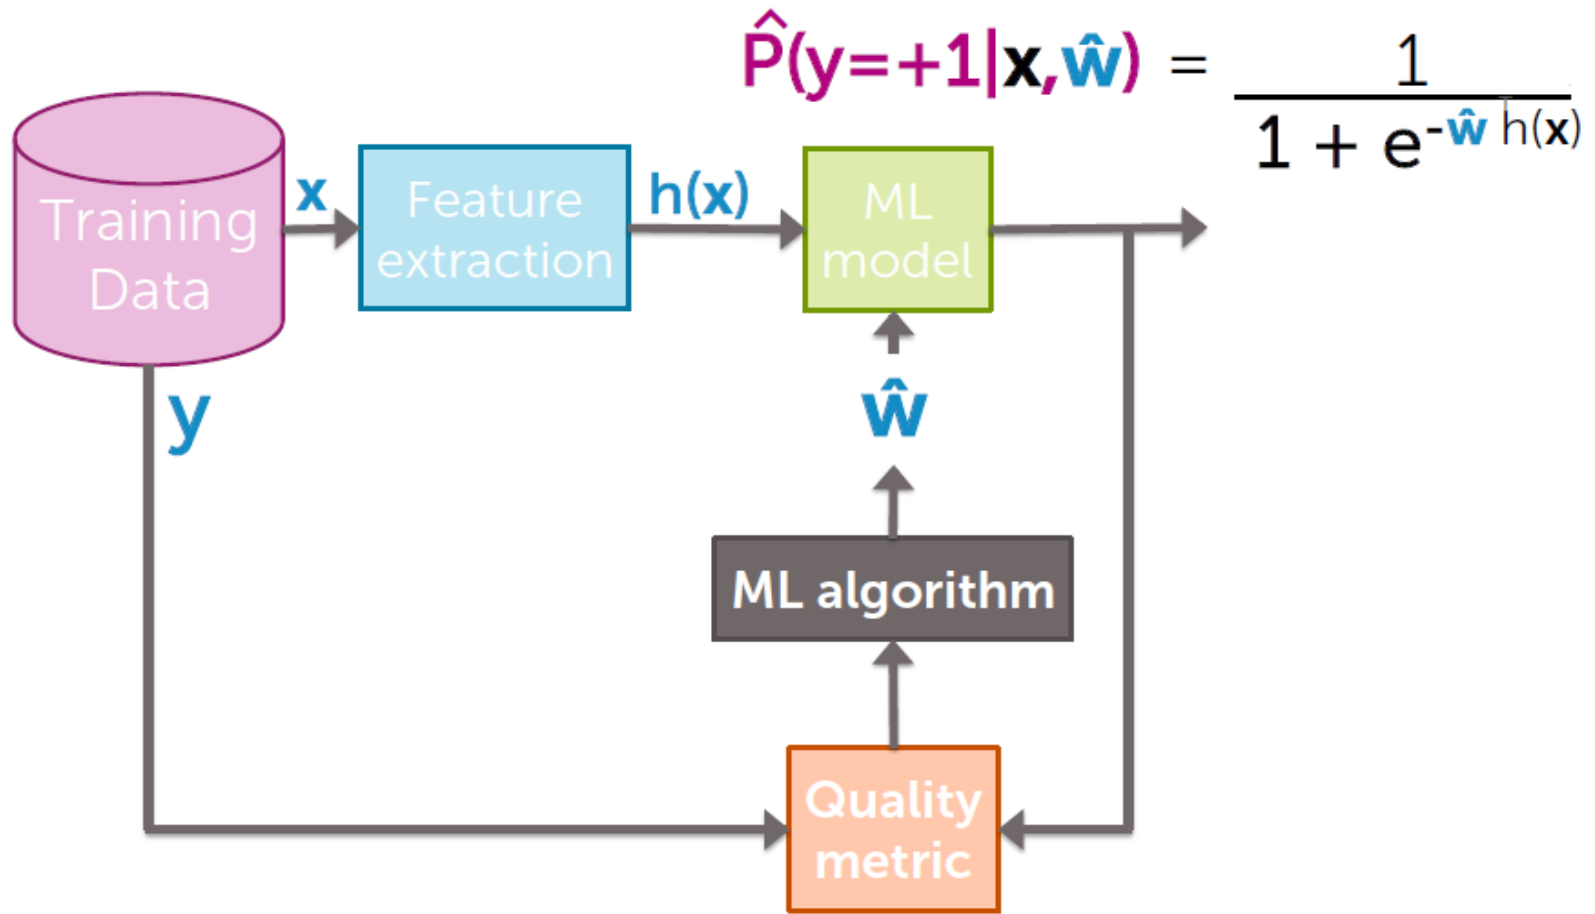 P̂(y=+1|x,ŵ) = 1
1 + e^-ŵ^T h(x)
Training
Data
x
Feature
extraction
h(x)
ML
model
y
ŵ
ML algorithm
Quality
metric